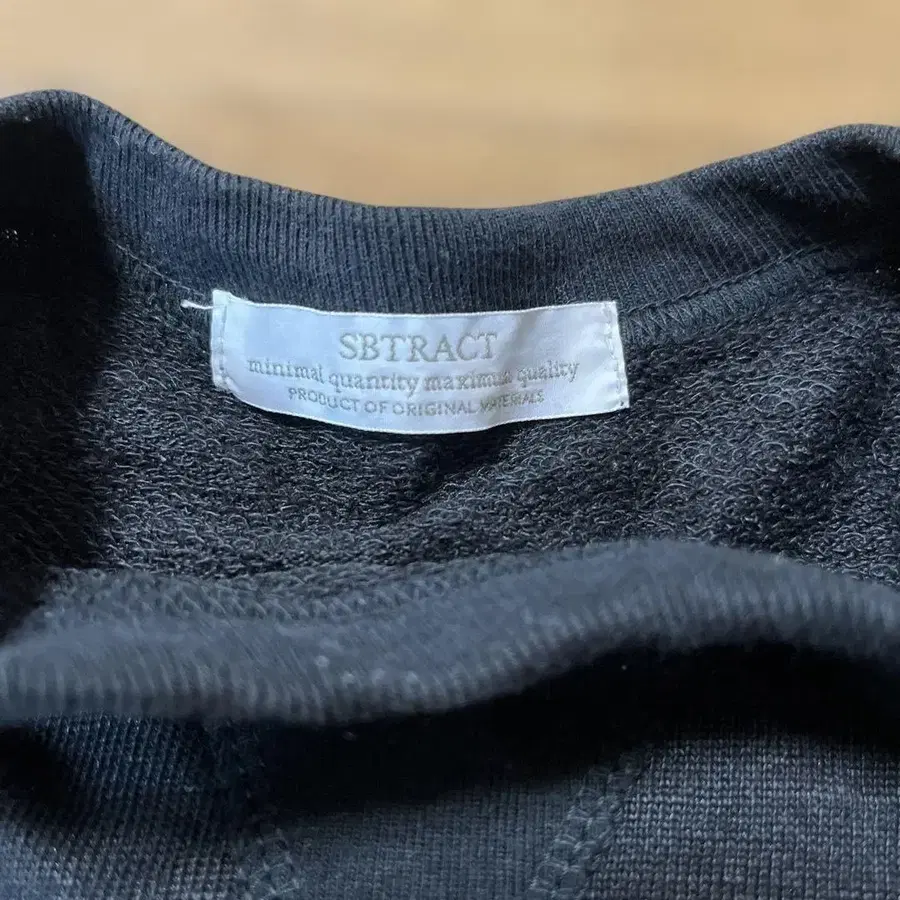 SBTRACT
minimal quantity maximum quality
PRODUCT OF ORIGINAL MATERIALS